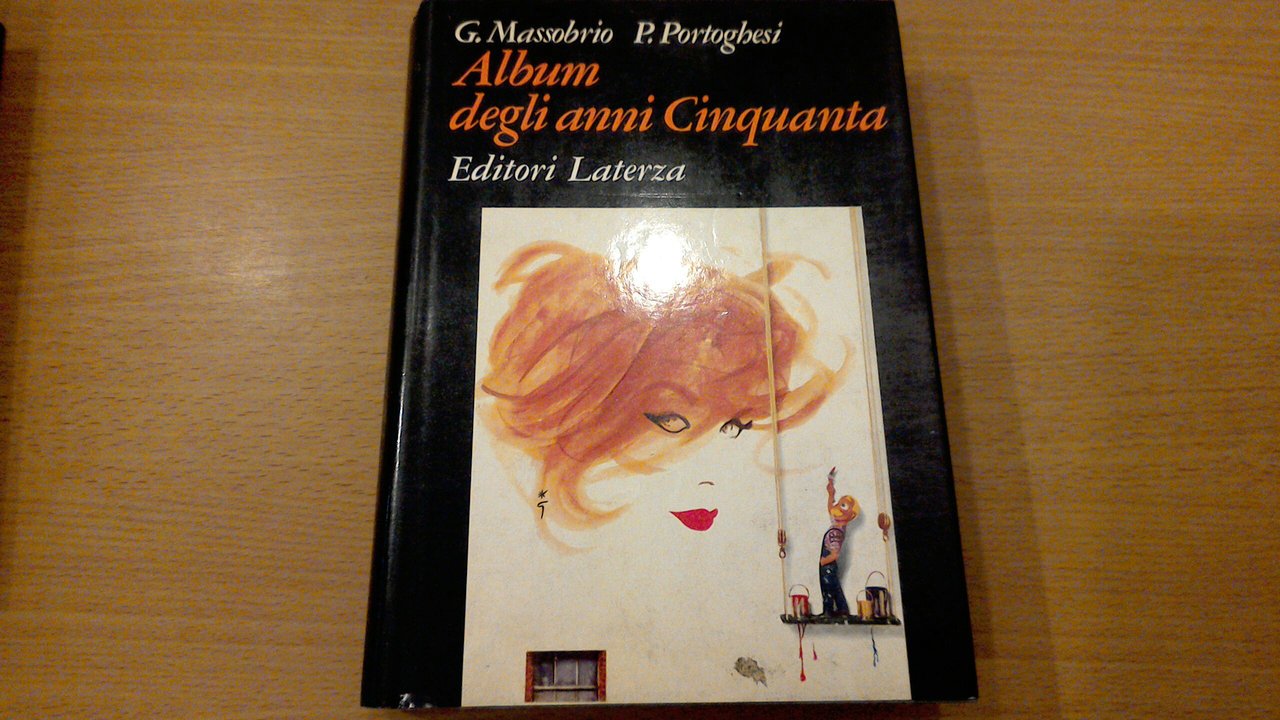 G. Massobrio P. Portoghesi
Album
degli anni Cinquanta
Editori Laterza